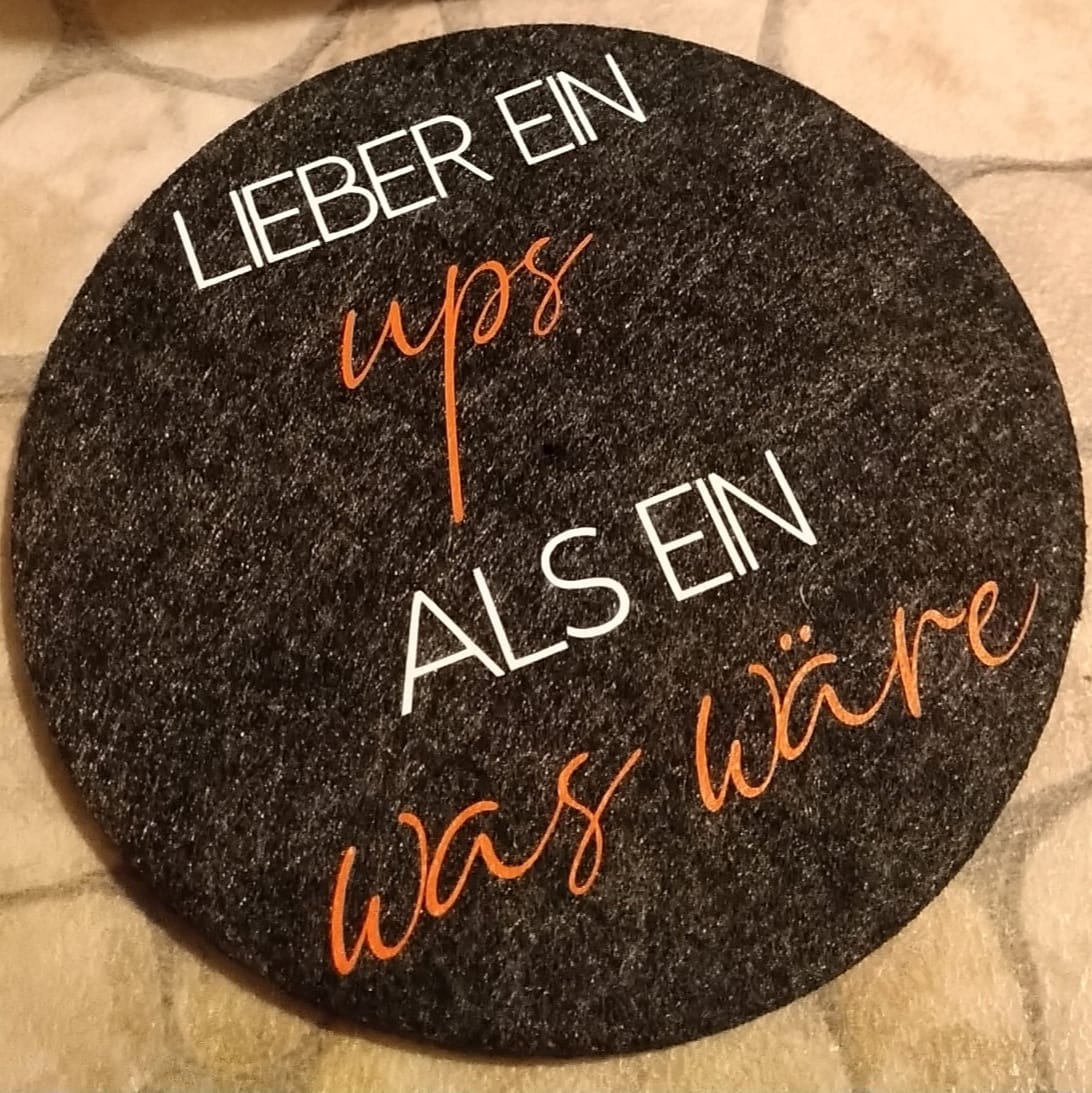 LIEBER EIN
ups
ALS EIN
was wäre